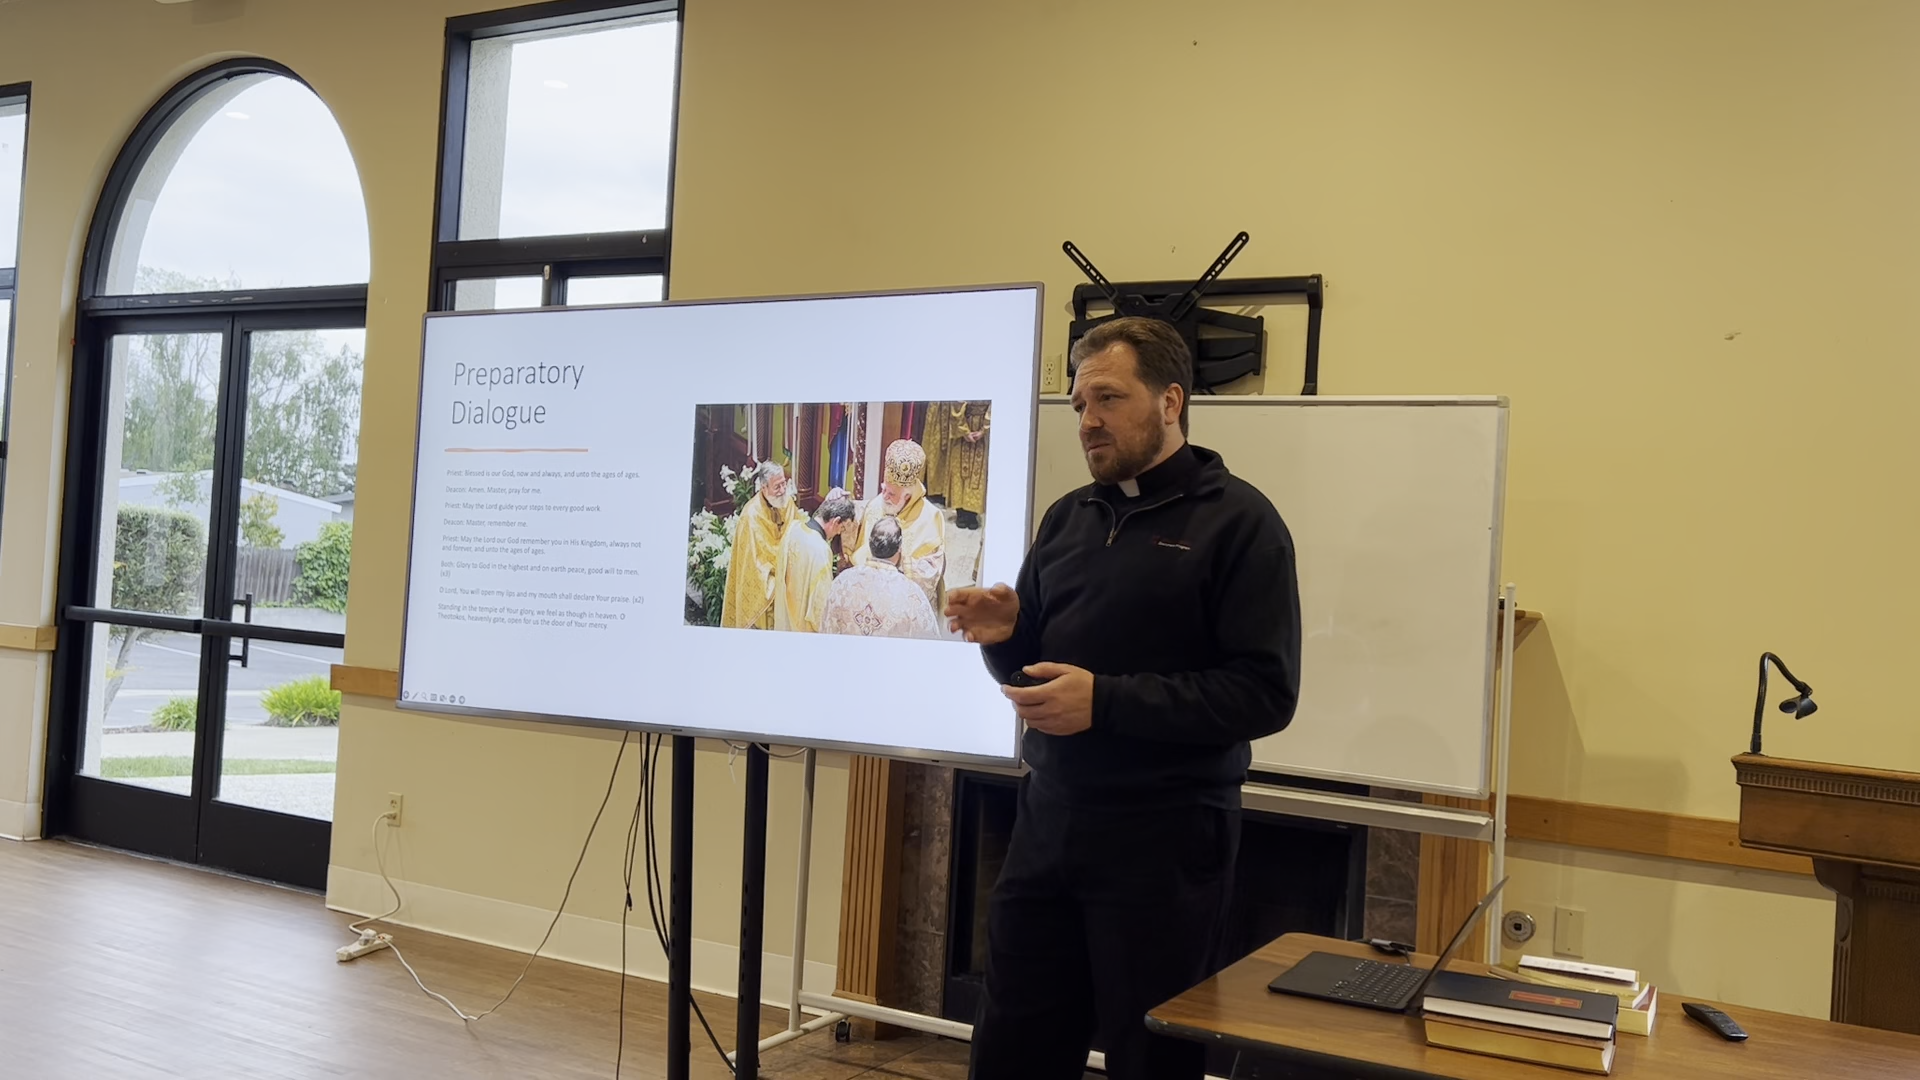 Preparatory
Dialogue
Priest: Blessed is our God, now and always, and unto the ages of ages.
Deacon: Amen. Master, pray for me.
Priest: May the Lord guide your steps to every good work.
Deacon: Master, remember me.
Priest: May the Lord our God remember you in His Kingdom, always now
and forever, and unto the ages of ages.
Both: Glory to God in the highest and on earth peace, good will to men.
(x3)
O Lord, You will open my lips and my mouth shall declare Your praise. (x2)
Standing in the temple of Your glory, we feel as though in heaven. O
Theotokos, heavenly gate, open for us the door of Your mercy.